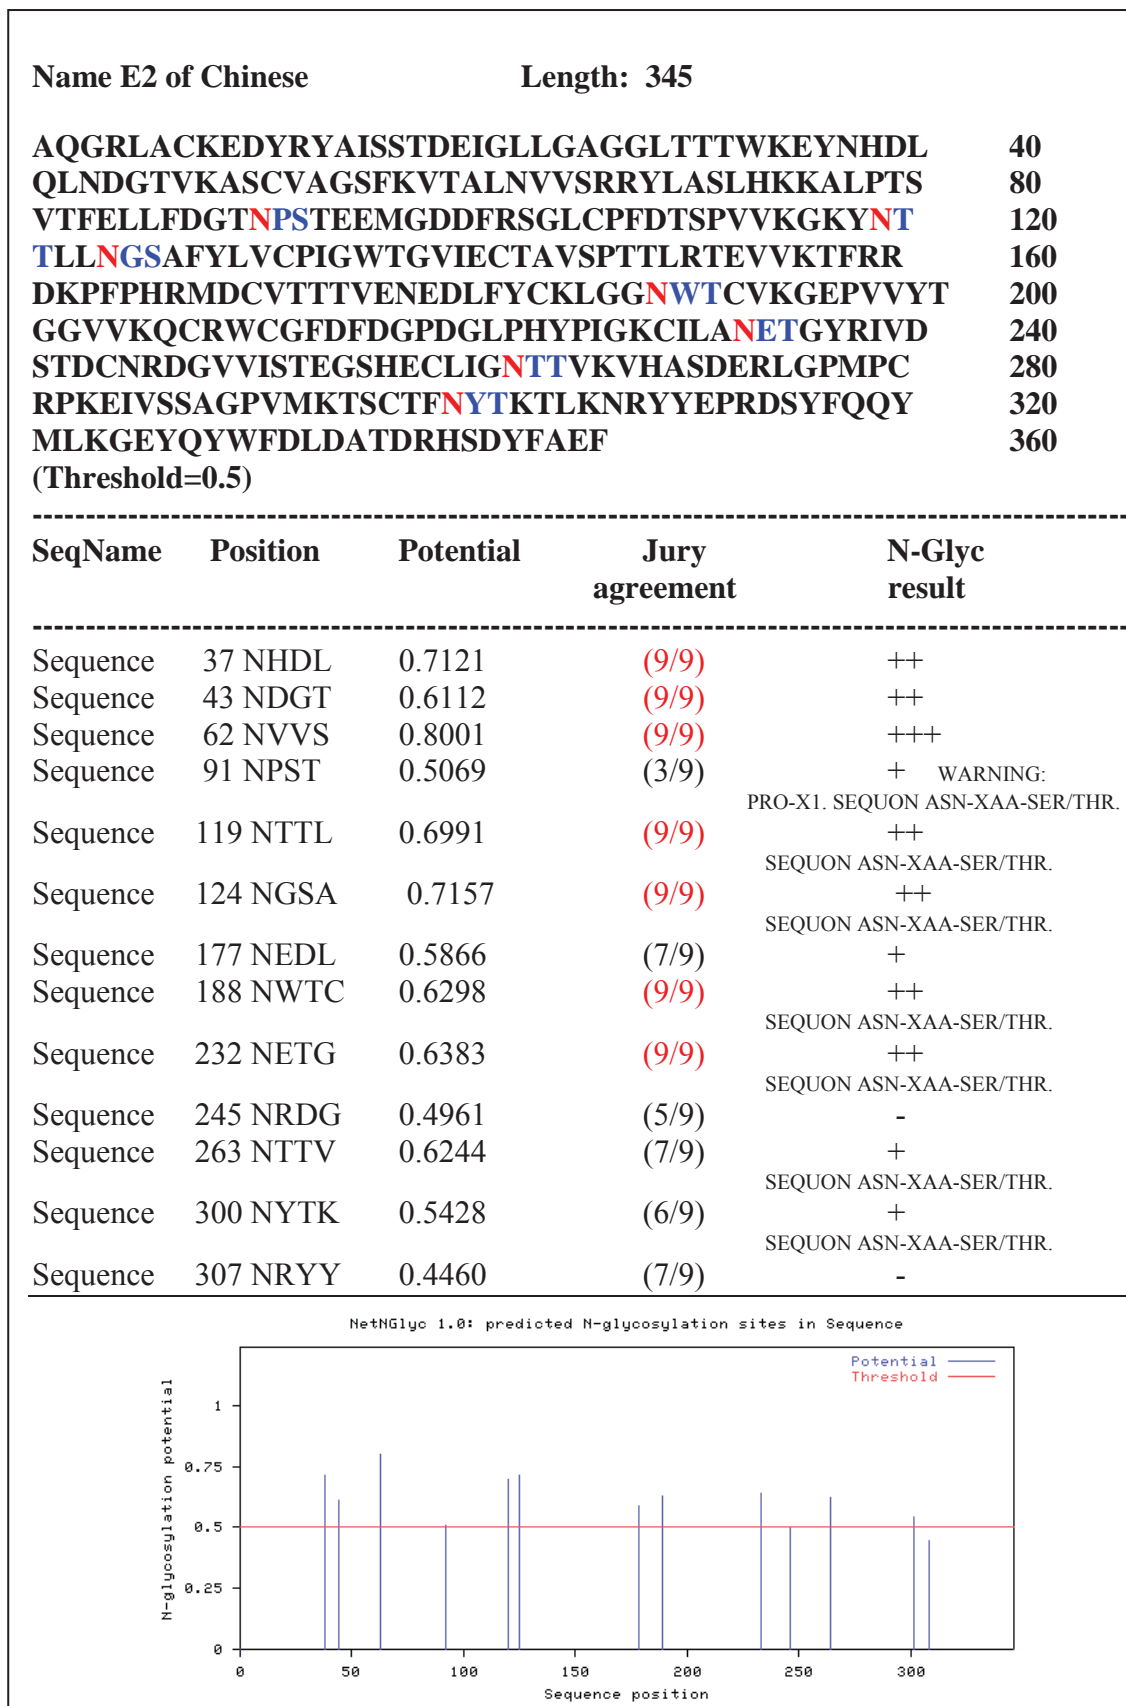 Name E2 of Chinese Length: 345
AQGRLACKEDYRYAISSTDEIGLLGAGGLTTTWKEYNHDL 40
QLNDGTVKASCVAGSFKVTALNVVSRRYLASLHKKALPTS 80
VTFELLFDGTNPSTEEMGDDFRSGLCPFDTSPVVKGKYNT 120
TLLNGSAFYLVCPIGWTGVIECTAVSPTTLRTEVVKTFRR 160
DKPFPHRMDCVTTTVENEDLFYCKLGGNWTCVKGEPVVYT 200
GGVVKQCRWCGFDFDGPDGLPHYPIGKCILANETGYRIVD 240
STDCNRDGVVISTEGSHECLIGNTTVKVHASDERLGPMPC 280
RPKEIVSSAGPVMKTSCTFNYTKTLKNRYYEPRDSYFQQY 320
MLKGEYQYWFDLDATDRHSDYFAEF 360
(Threshold=0.5)
SeqName Position Potential Jury N-Glyc
agreement result
Sequence 37 NHDL 0.7121 (9/9) ++
Sequence 43 NDGT 0.6112 (9/9) ++
Sequence 62 NVVS 0.8001 (9/9) +++
Sequence 91 NPST 0.5069 (3/9) + WARNING:
PRO-X1. SEQUON ASN-XAA-SER/THR.
Sequence 119 NTTL 0.6991 (9/9) ++
SEQUON ASN-XAA-SER/THR.
Sequence 124 NGSA 0.7157 (9/9) ++
SEQUON ASN-XAA-SER/THR.
Sequence 177 NEDL 0.5866 (7/9) +
Sequence 188 NWTC 0.6298 (9/9) ++
SEQUON ASN-XAA-SER/THR.
Sequence 232 NETG 0.6383 (9/9) ++
SEQUON ASN-XAA-SER/THR.
Sequence 245 NRDG 0.4961 (5/9) -
Sequence 263 NTTV 0.6244 (7/9) +
SEQUON ASN-XAA-SER/THR.
Sequence 300 NYTK 0.5428 (6/9) +
SEQUON ASN-XAA-SER/THR.
Sequence 307 NRYY 0.4460 (7/9) -
NetNGlyc 1.0: predicted N-glycosylation sites in Sequence
Potential
Threshold
N-glycosylation potential
1
0.75
0.5
0.25
0
0 50 100 150 200 250 300
Sequence position